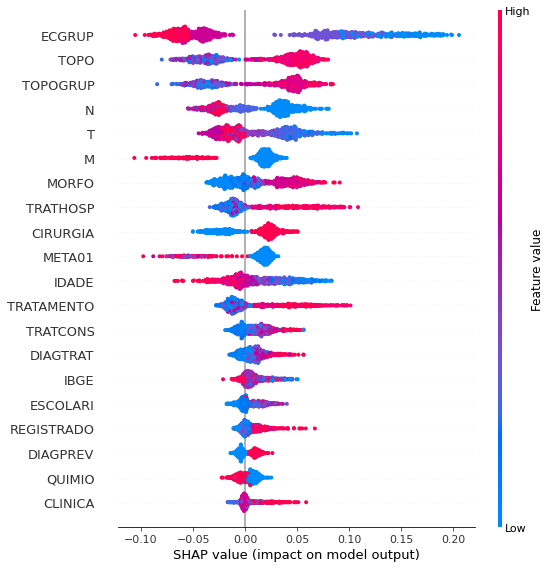 High
ECGRUP
TOPO
TOPOGRUP
N
T
M
MORFO
TRATHOSP
CIRURGIA
META01
IDADE
TRATAMENTO
TRATCONS
DIAGTRAT
IBGE
ESCOLARI
REGISTRADO
DIAGPREV
QUIMIO
CLINICA
Feature value
Low
−0.10 −0.05 0.00 0.05 0.10 0.15 0.20
SHAP value (impact on model output)